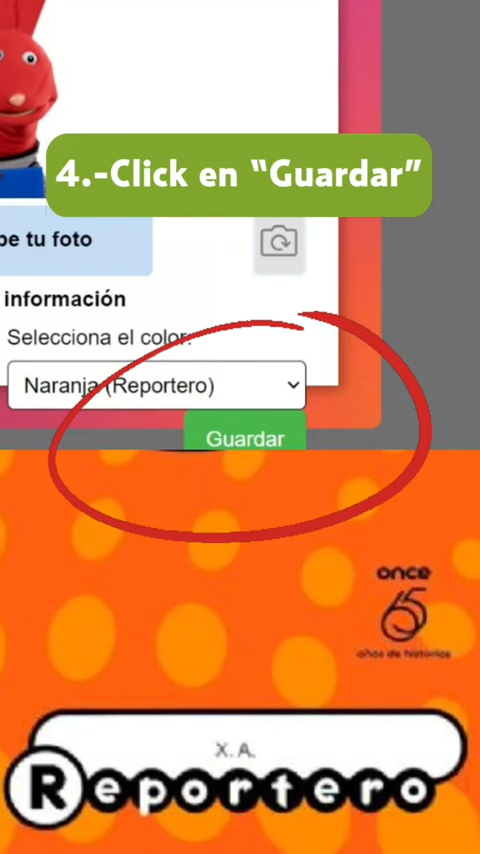 4.-Click en “Guardar”
be tu foto
información
Selecciona el color:
Naranja (Reportero)
Guardar
once
65
años de historias
X. A.
Reportero